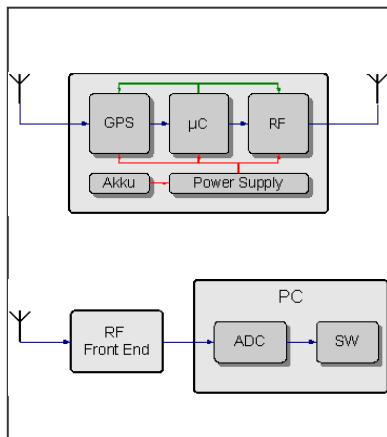 GPS
µC
RF
Akku
Power Supply
PC
RF
Front End
ADC
SW